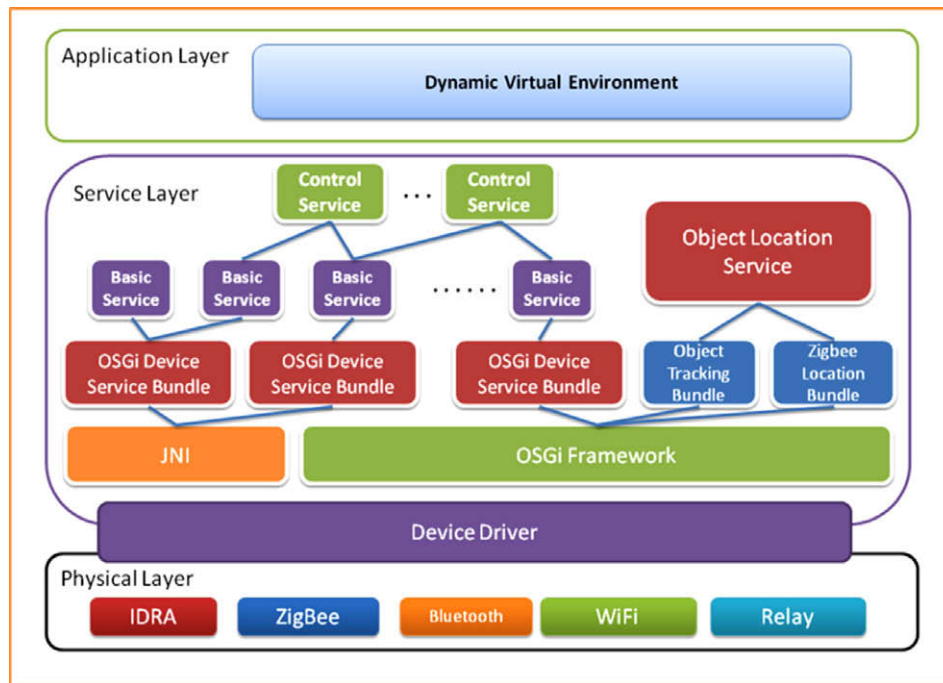 Application Layer
Dynamic Virtual Environment
Service Layer
Control
Service
...
Control
Service
Object Location
Service
Basic
Service
Basic
Service
Basic
Service
......
Basic
Service
OSGi Device
Service Bundle
OSGi Device
Service Bundle
OSGi Device
Service Bundle
Object
Tracking
Bundle
Zigbee
Location
Bundle
JNI
OSGi Framework
Device Driver
Physical Layer
IDRA
ZigBee
Bluetooth
WiFi
Relay